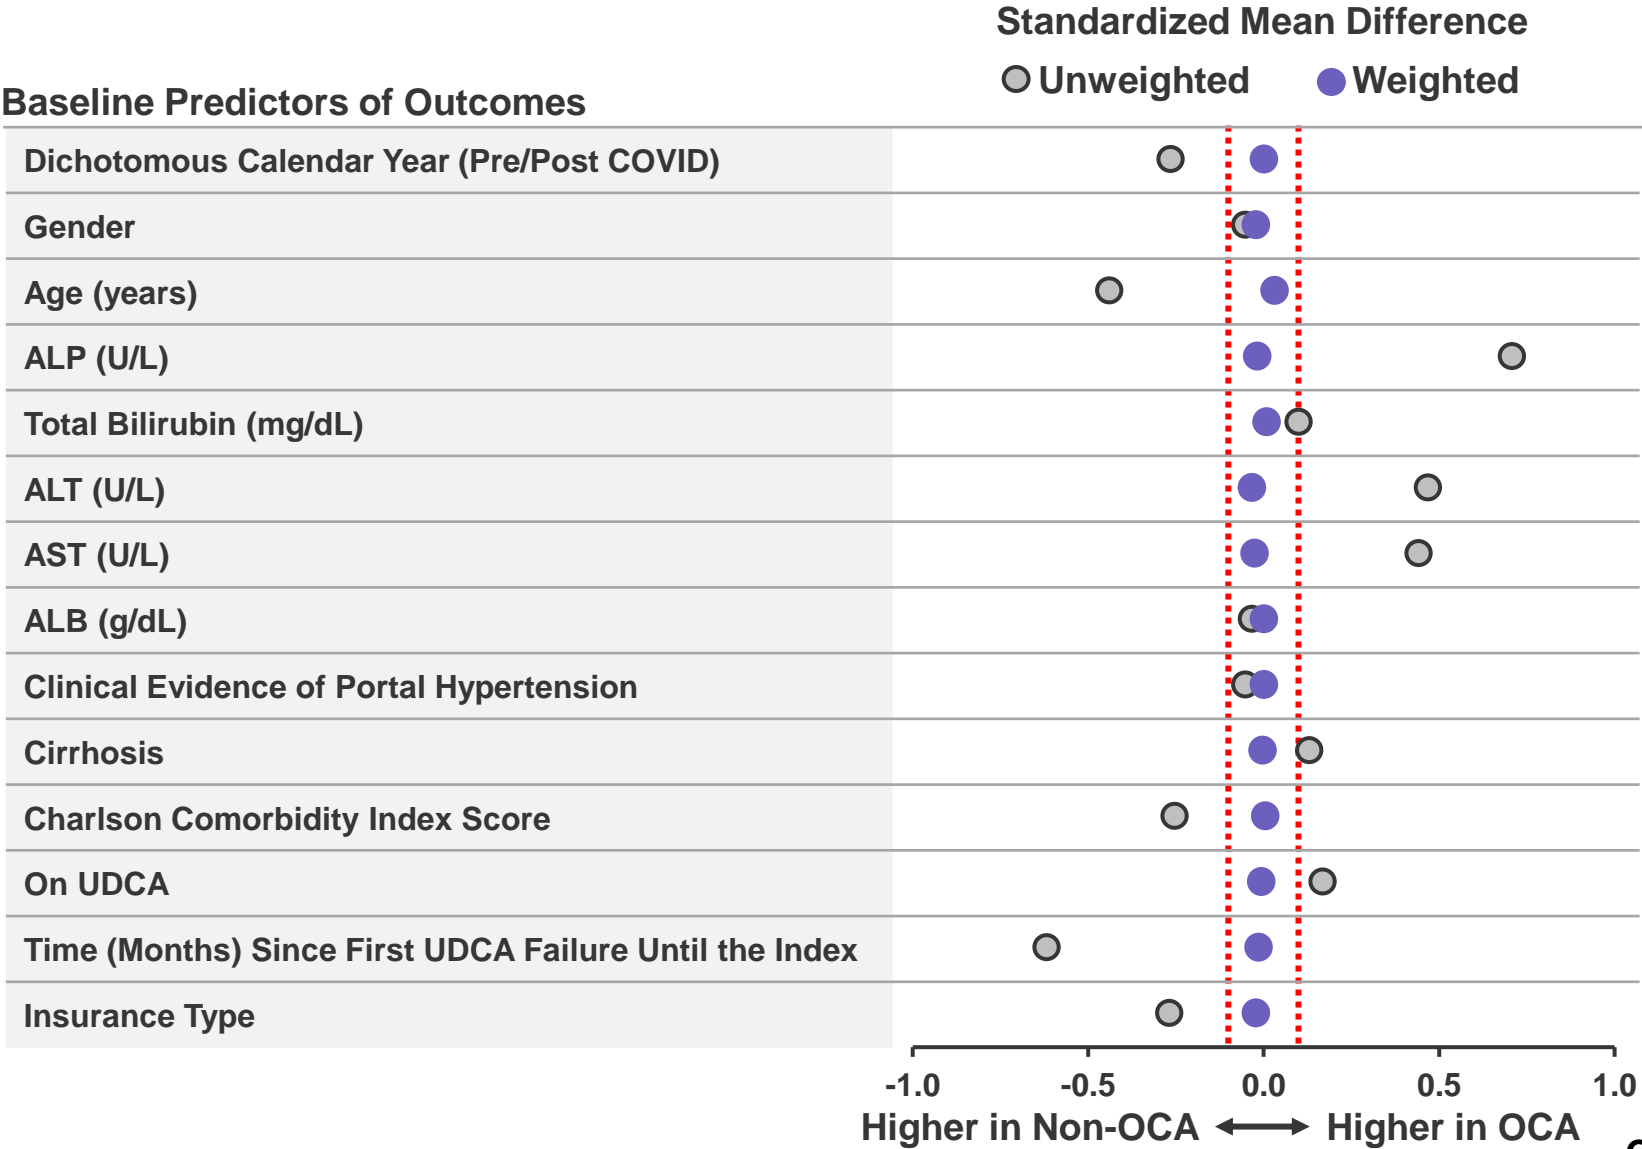 Standardized Mean Difference
Unweighted Weighted
Baseline Predictors of Outcomes
Dichotomous Calendar Year (Pre/Post COVID)
Gender
Age (years)
ALP (U/L)
Total Bilirubin (mg/dL)
ALT (U/L)
AST (U/L)
ALB (g/dL)
Clinical Evidence of Portal Hypertension
Cirrhosis
Charlson Comorbidity Index Score
On UDCA
Time (Months) Since First UDCA Failure Until the Index
Insurance Type
-1.0 -0.5 0.0 0.5 1.0
Higher in Non-OCA Higher in OCA